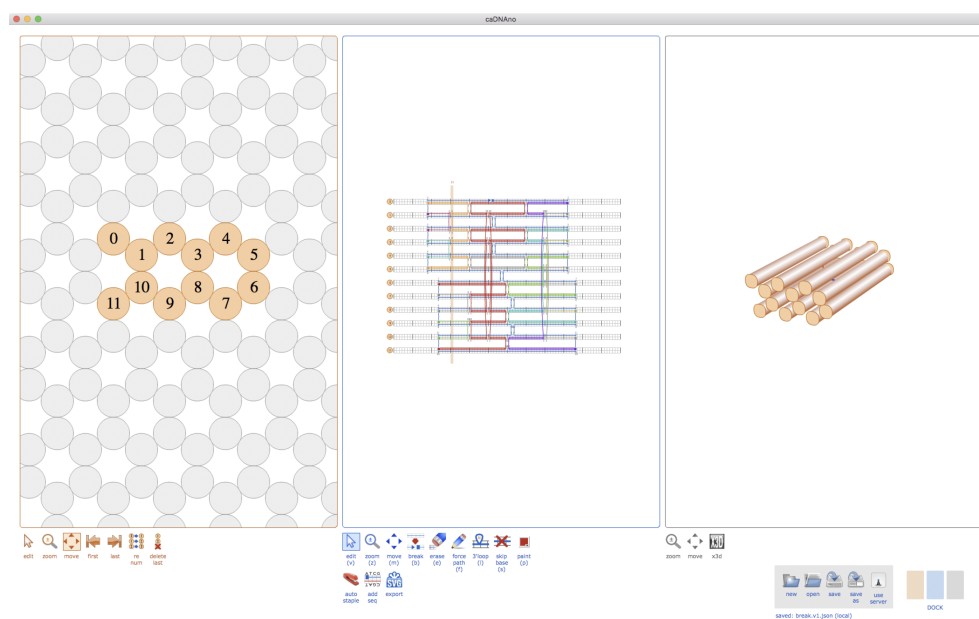 caDNAno
0
2
4
1
3
5
10
8
6
11
9
7
edit zoom move first last re num delete last
edit (v) zoom (z) move (m) break (b) erase (e) force path (f) 3'loop (l) skip base (s) paint (p)
auto staple add seq export
zoom move x3d
new open save save as use server
DOCK
saved: break.v1.json (local)